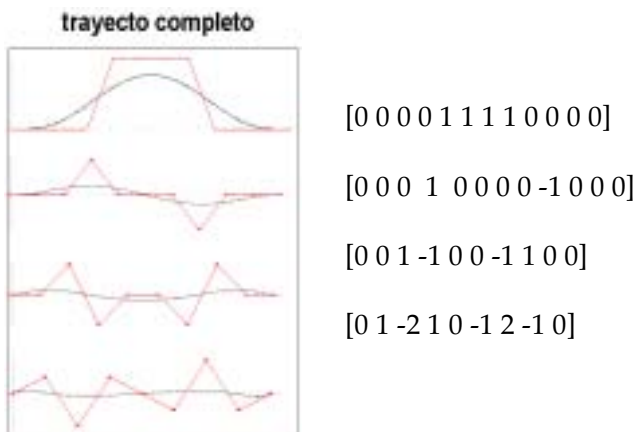 trayecto completo
[0 0 0 0 1 1 1 1 0 0 0 0]
[0 0 0 1 0 0 0 0 -1 0 0 0]
[0 0 1 -1 0 0 -1 1 0 0]
[0 1 -2 1 0 -1 2 -1 0]